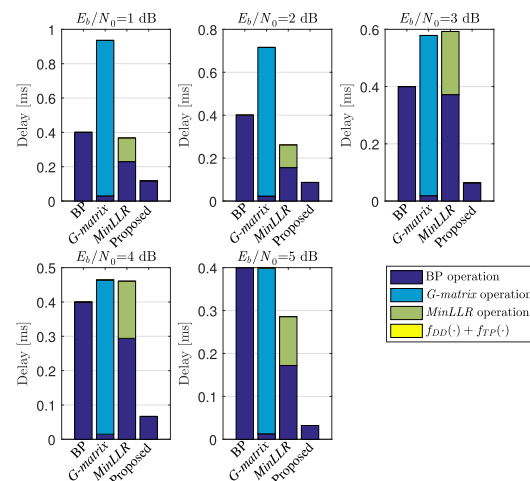 E_b/N_0=1 dB
Delay [ms]
1
0.8
0.6
0.4
0.2
0
BP
G-matrix
MinLLR
Proposed
E_b/N_0=2 dB
Delay [ms]
0.8
0.6
0.4
0.2
0
BP
G-matrix
MinLLR
Proposed
E_b/N_0=3 dB
Delay [ms]
0.6
0.4
0.2
0
BP
G-matrix
MinLLR
Proposed
E_b/N_0=4 dB
Delay [ms]
0.5
0.4
0.3
0.2
0.1
0
BP
G-matrix
MinLLR
Proposed
E_b/N_0=5 dB
Delay [ms]
0.4
0.3
0.2
0.1
0
BP
G-matrix
MinLLR
Proposed
BP operation
G-matrix operation
MinLLR operation
f_{DD}(·) + f_{TP}(·)